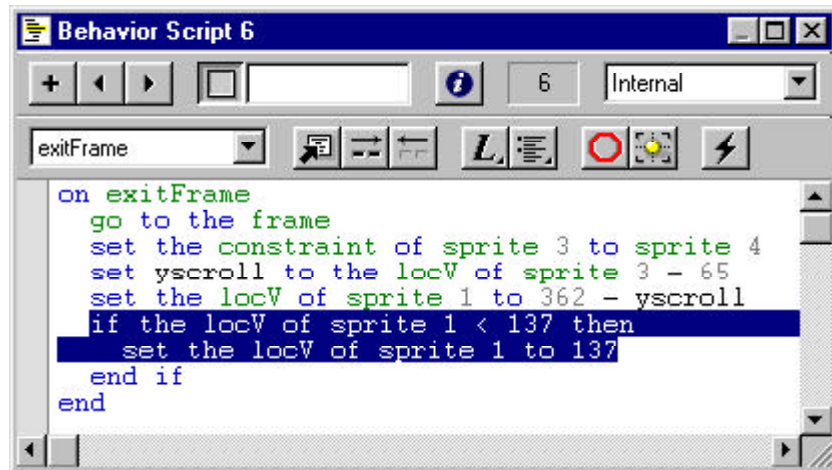 Behavior Script 6
6
Internal
exitFrame
L
on exitFrame
go to the frame
set the constraint of sprite 3 to sprite 4
set yscroll to the locV of sprite 3 - 65
set the locV of sprite 1 to 362 - yscroll
if the locV of sprite 1 < 137 then
set the locV of sprite 1 to 137
end if
end